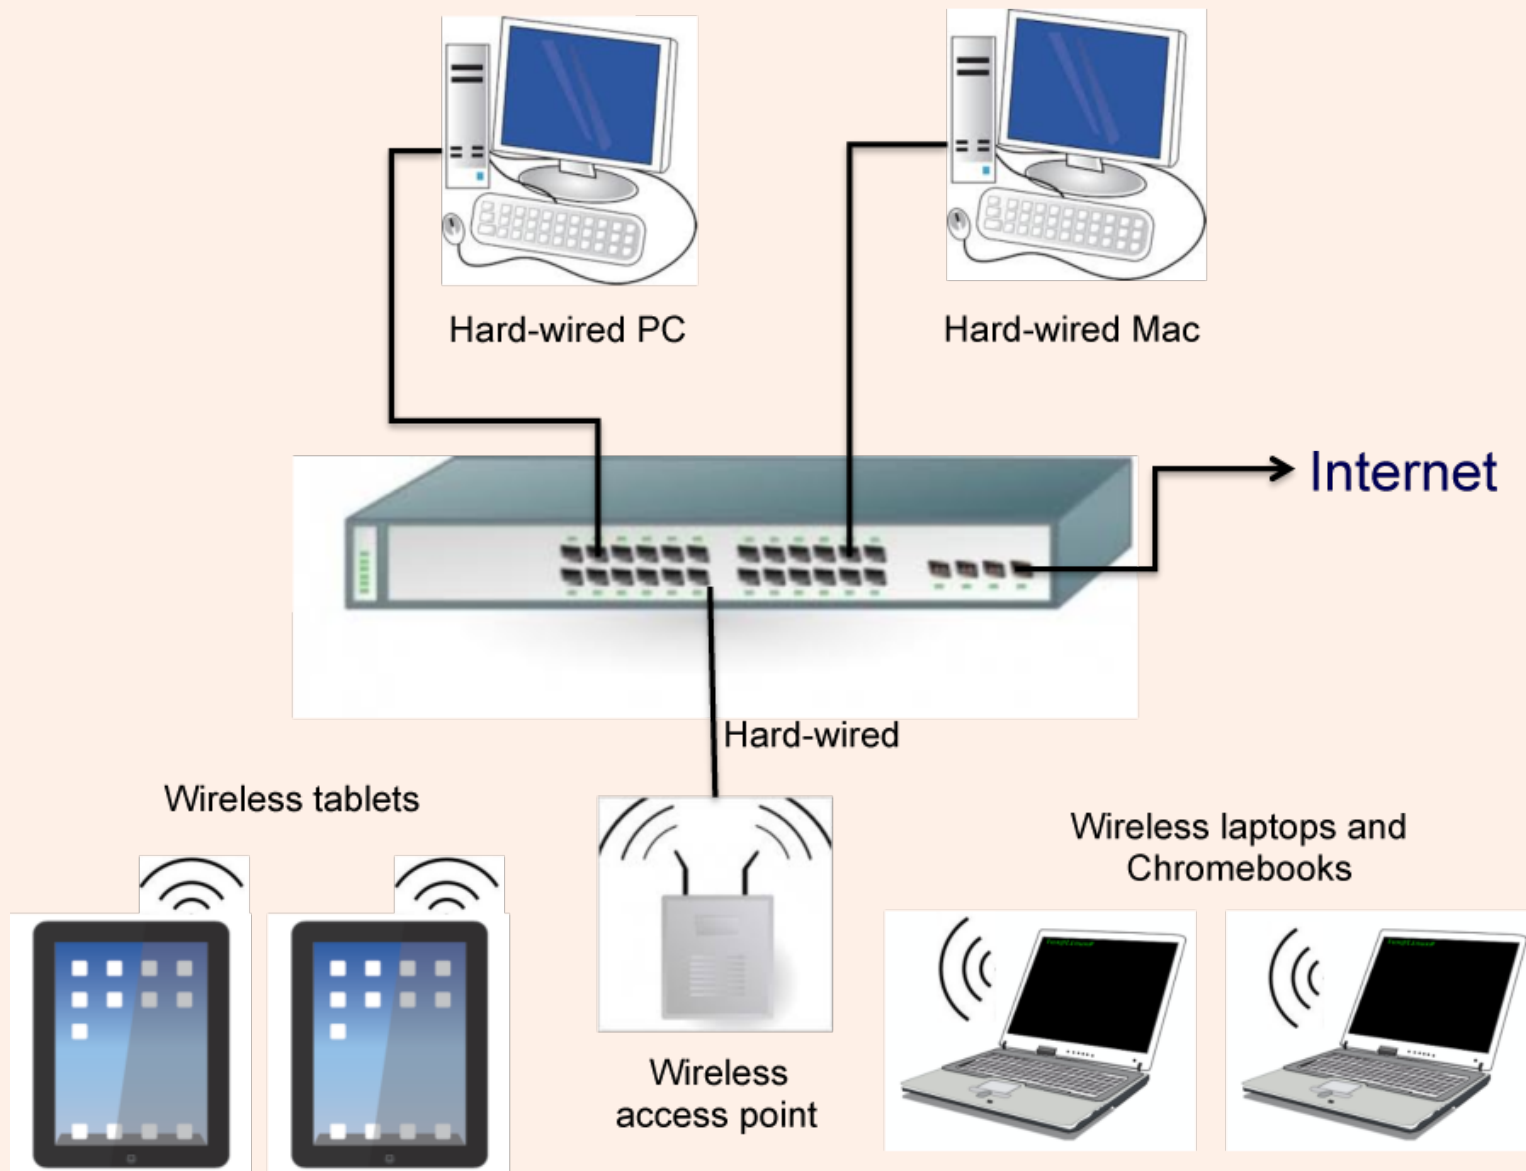 Hard-wired PC
Hard-wired Mac
Internet
Hard-wired
Wireless tablets
Wireless laptops and
Chromebooks
Wireless
access point